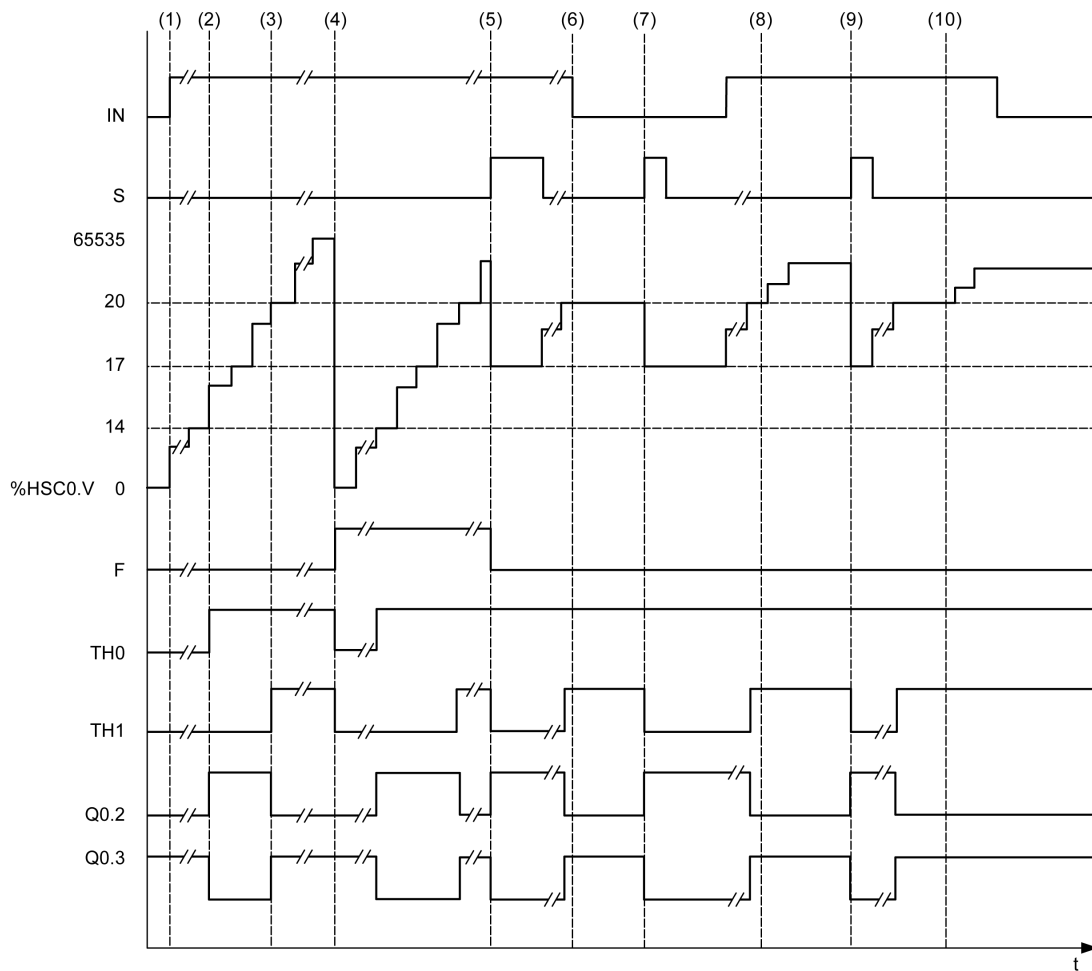 (1) (2) (3) (4) (5) (6) (7) (8) (9) (10)
IN
S
65535
20
17
14
%HSC0.V 0
F
TH0
TH1
Q0.2
Q0.3
t